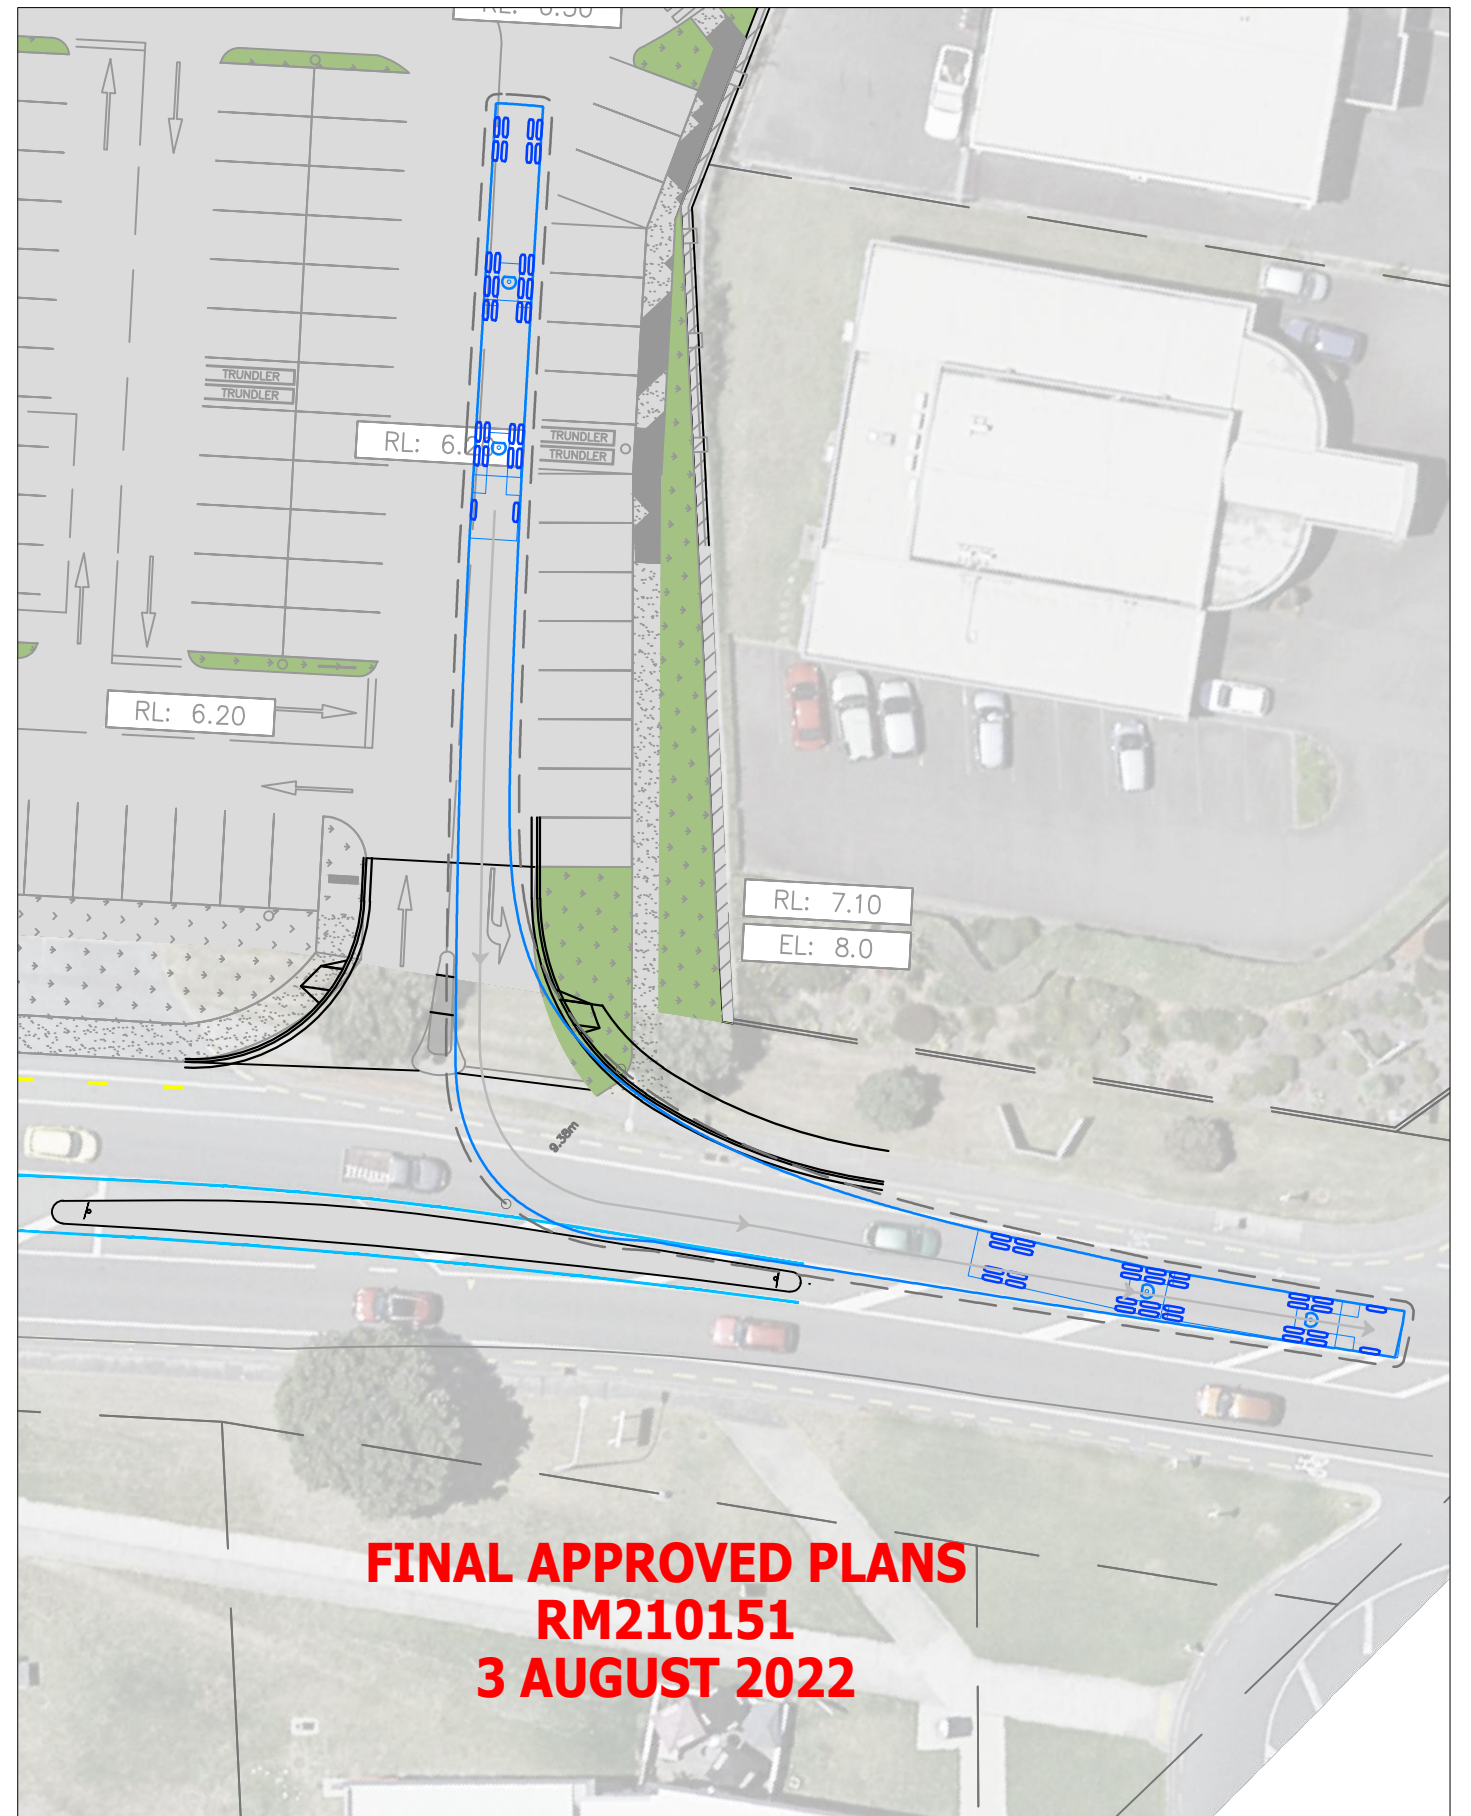 TRUNDLER
TRUNDLER
RL: 6.2
TRUNDLER
TRUNDLER
RL: 6.20
RL: 7.10
EL: 8.0
9.38m
FINAL APPROVED PLANS
RM210151
3 AUGUST 2022